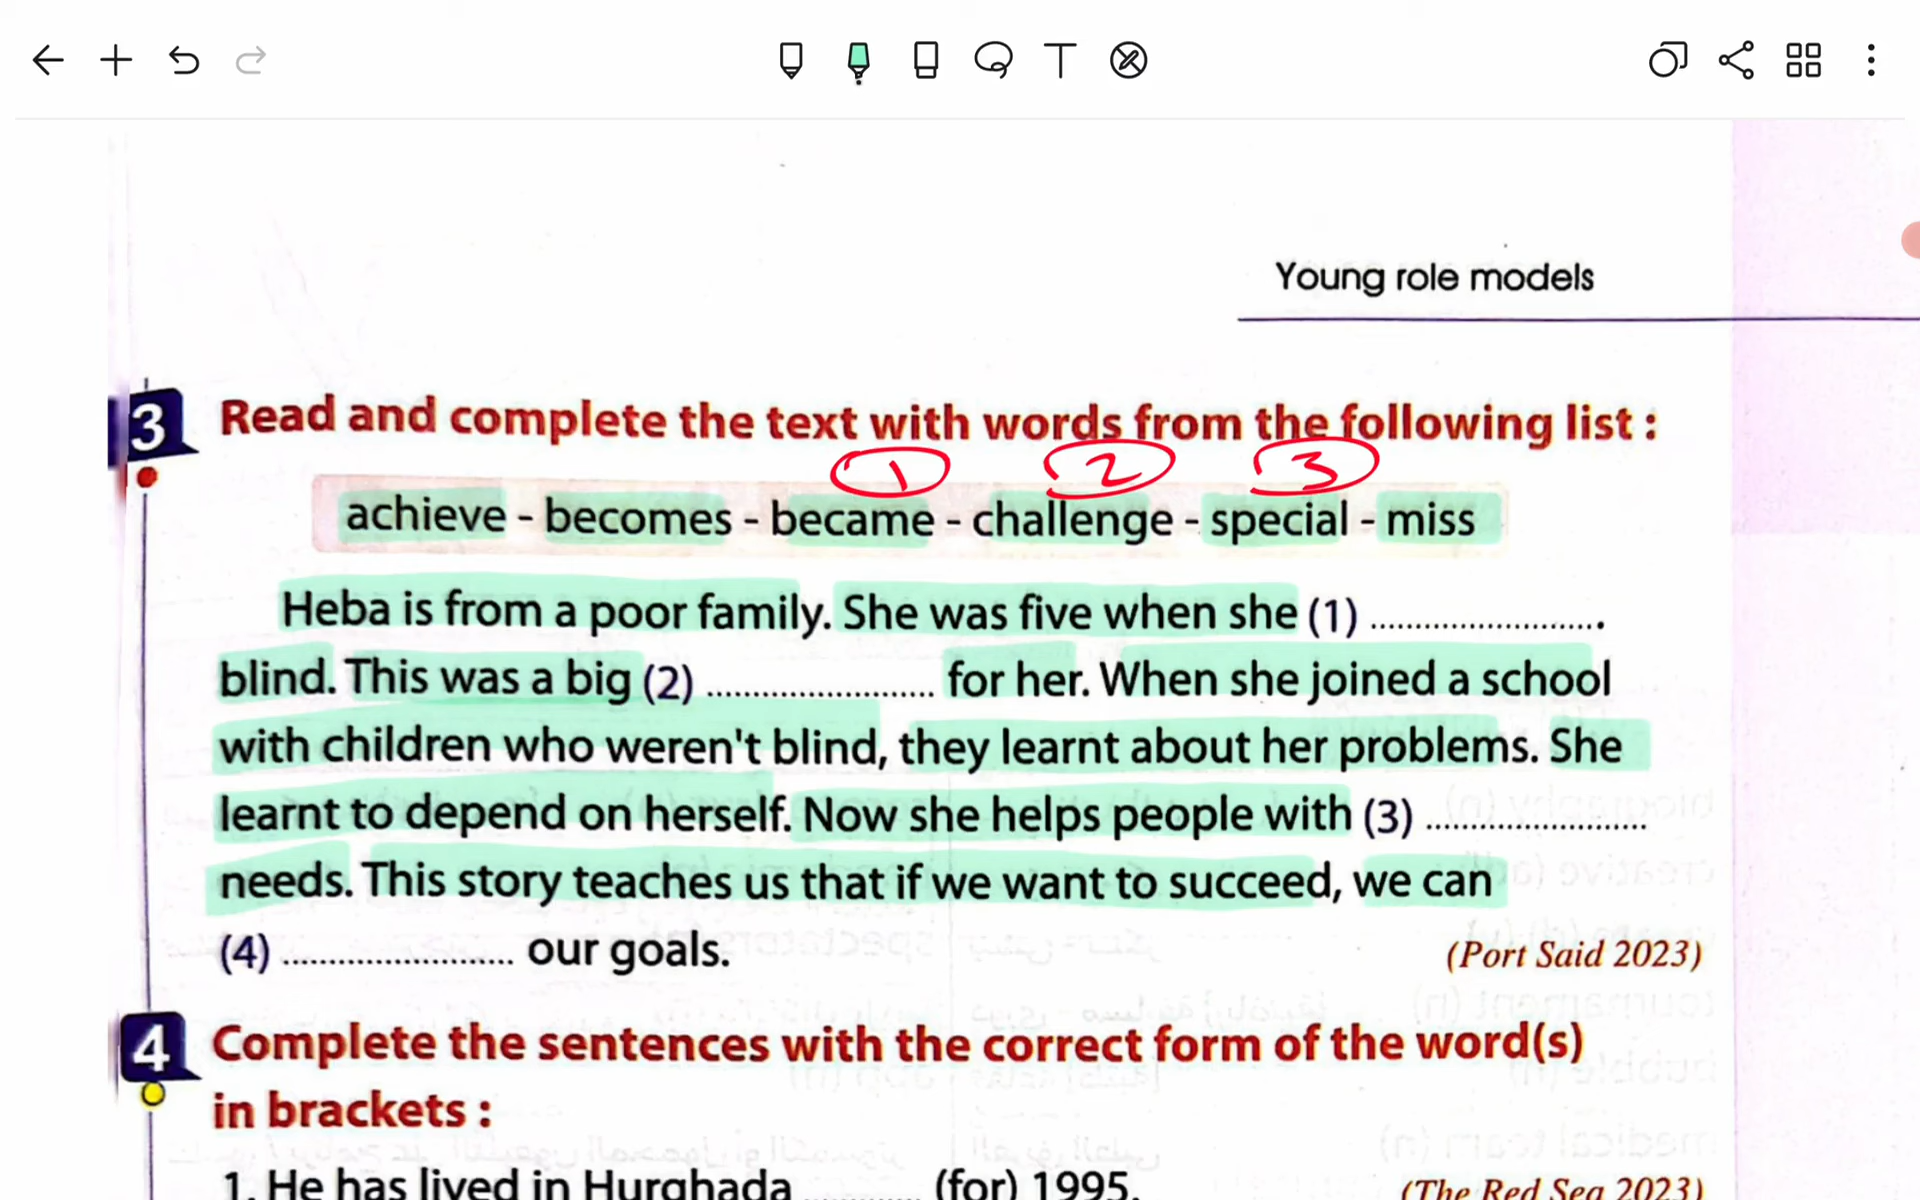 Young role models
3 Read and complete the text with words from the following list :
1 2 3
achieve - becomes - became - challenge - special - miss
Heba is from a poor family. She was five when she (1) .........................
blind. This was a big (2) ......................... for her. When she joined a school
with children who weren't blind, they learnt about her problems. She
learnt to depend on herself. Now she helps people with (3) .........................
needs. This story teaches us that if we want to succeed, we can
(4) ......................... our goals. (Port Said 2023)
4 Complete the sentences with the correct form of the word(s)
in brackets :
1. He has lived in Hurghada ............. (for) 1995. (The Red Sea 2023)